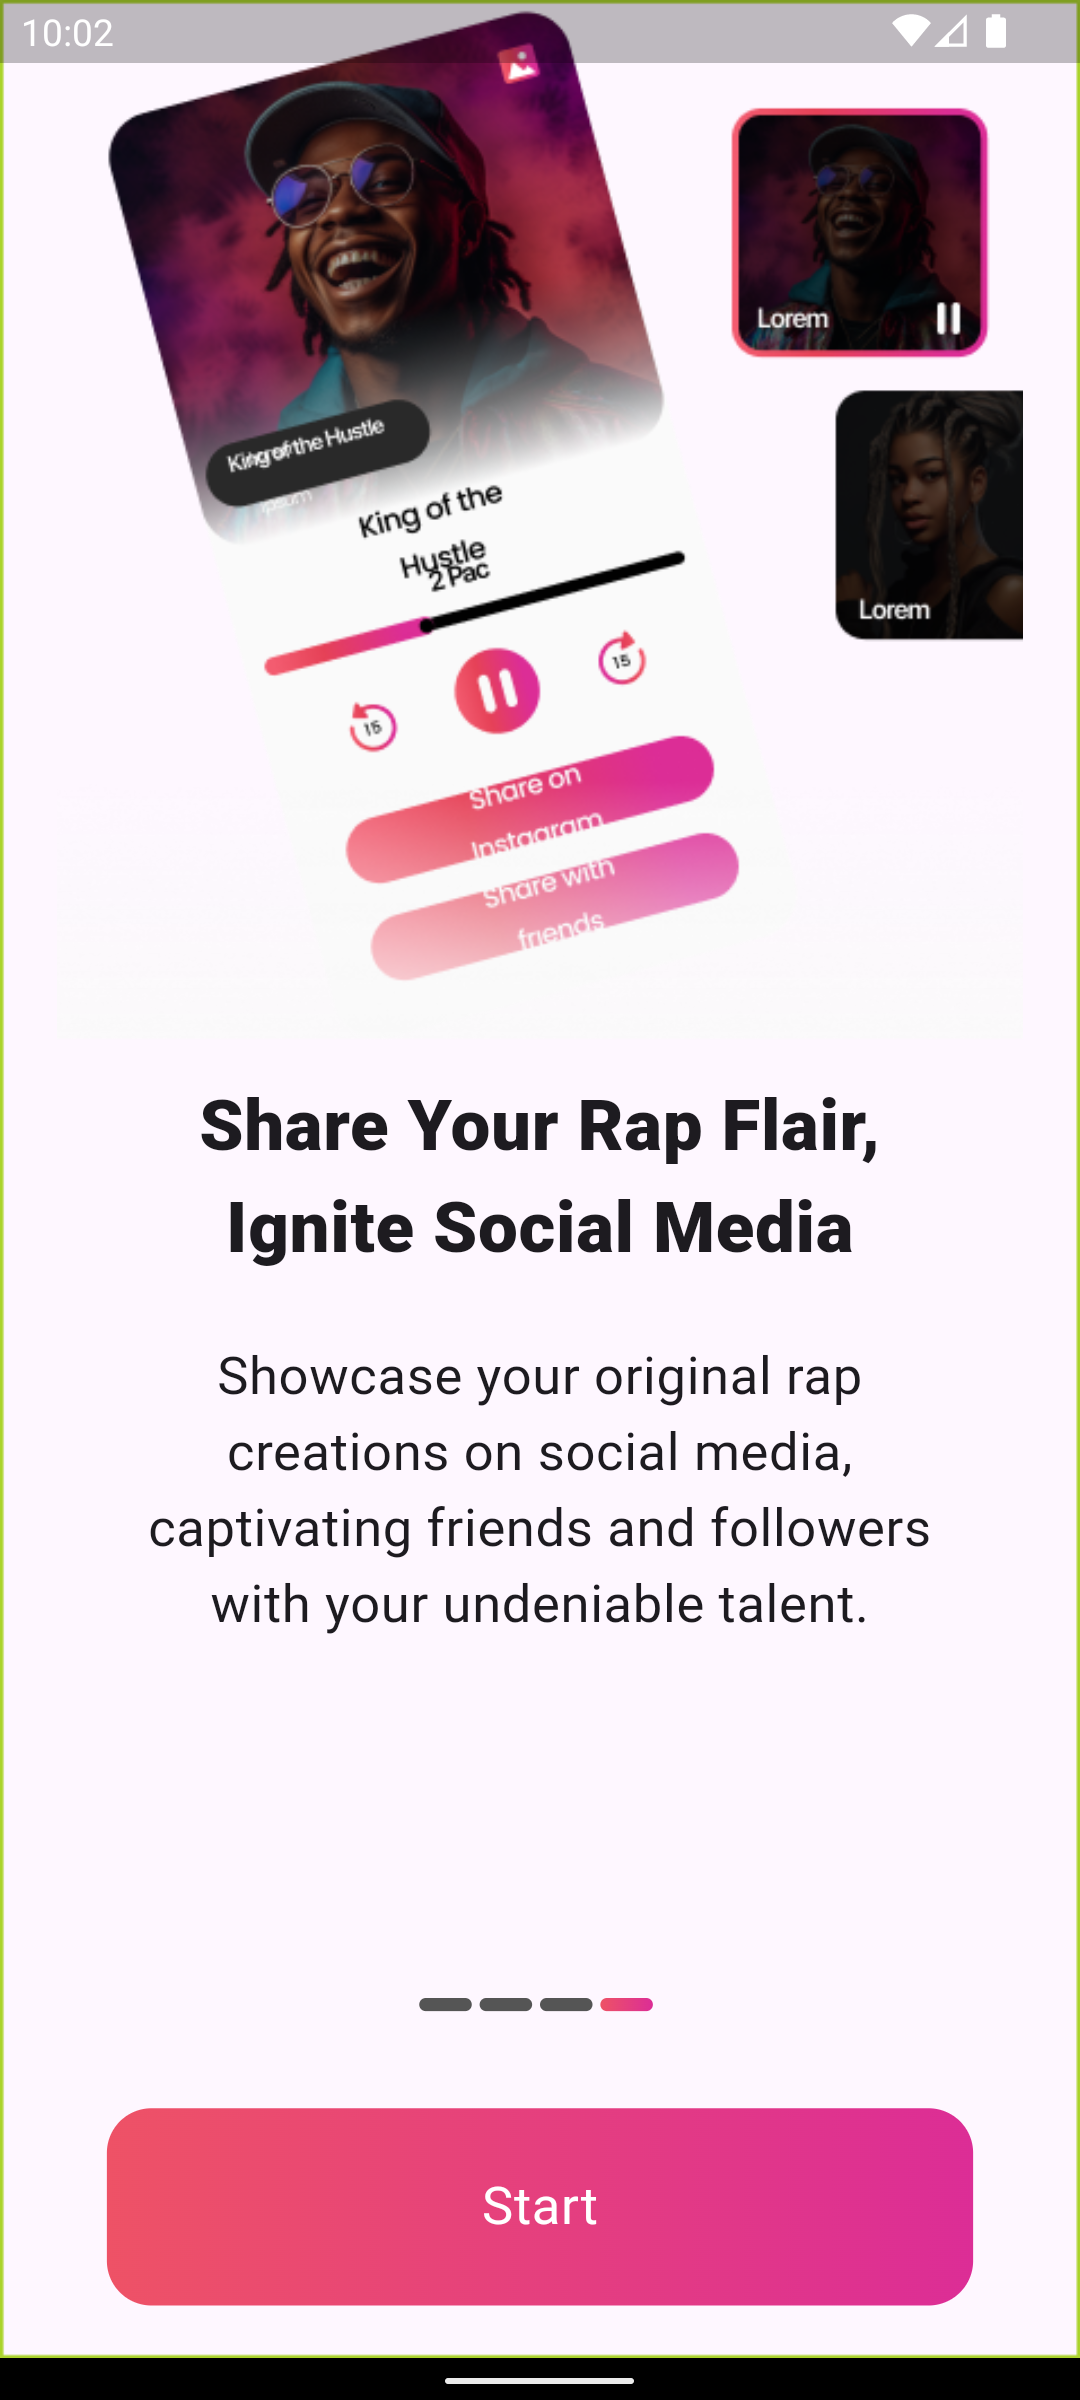 10:02
Lorem
King of the Hustle
Ipsum
King of the
Hustle
2 Pac
Lorem
15
15
Share on
Instagram
Share with
friends
Share Your Rap Flair,
Ignite Social Media
Showcase your original rap
creations on social media,
captivating friends and followers
with your undeniable talent.
Start